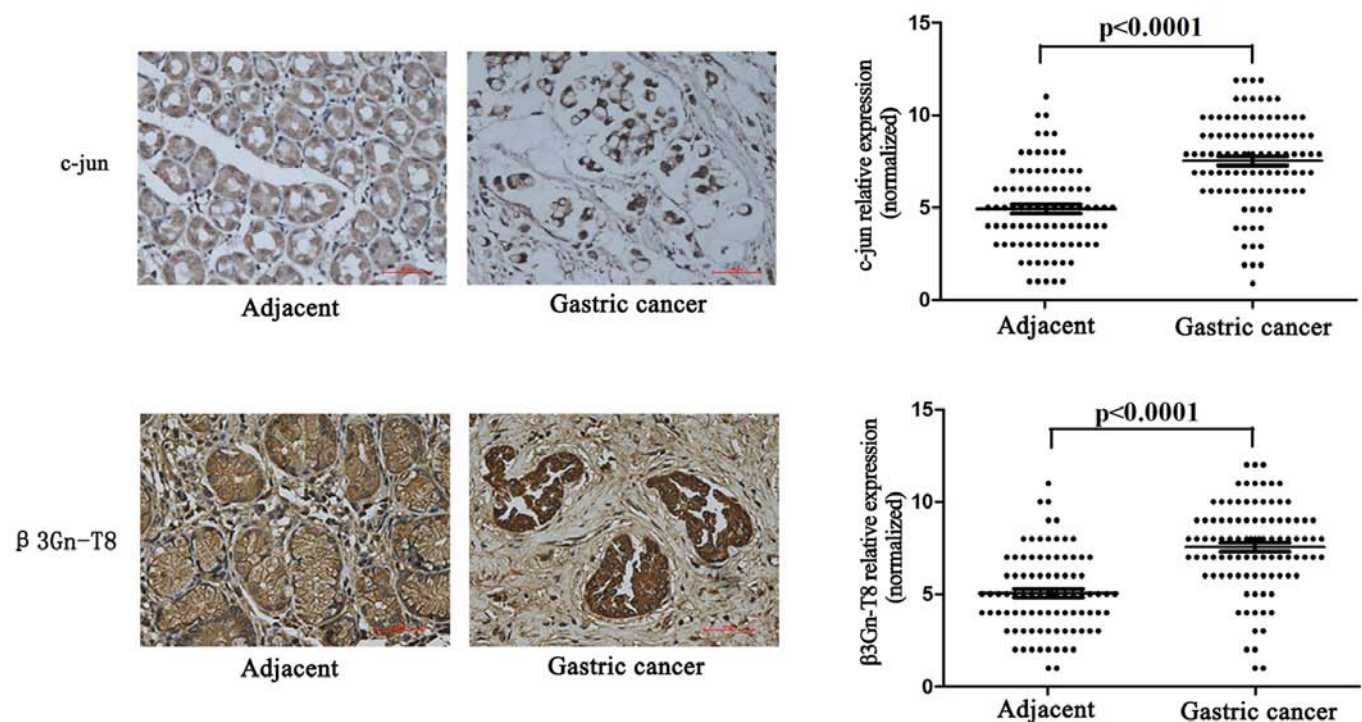 c-jun
Adjacent
Gastric cancer
c-jun relative expression
(normalized)
15
10
5
0
p<0.0001
Adjacent
Gastric cancer
β 3Gn-T8
Adjacent
Gastric cancer
β3Gn-T8 relative expression
(normalized)
15
10
5
0
p<0.0001
Adjacent
Gastric cancer